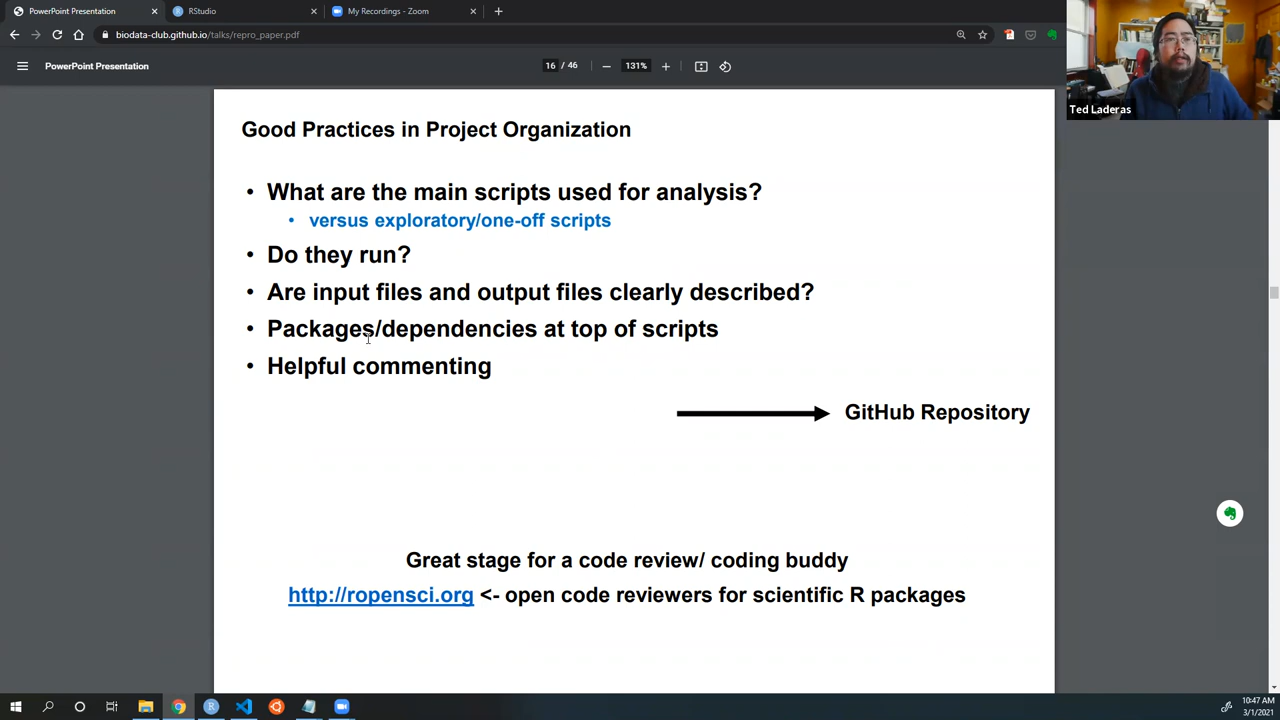 PowerPoint Presentation
RStudio
My Recordings - Zoom
biodata-club.github.io/talks/repro_paper.pdf
PowerPoint Presentation
16 / 46
131%
Ted Laderas
Good Practices in Project Organization
• What are the main scripts used for analysis?
• versus exploratory/one-off scripts
• Do they run?
• Are input files and output files clearly described?
• Packages/dependencies at top of scripts
• Helpful commenting
GitHub Repository
Great stage for a code review/ coding buddy
http://ropensci.org <- open code reviewers for scientific R packages
10:47 AM
3/1/2021